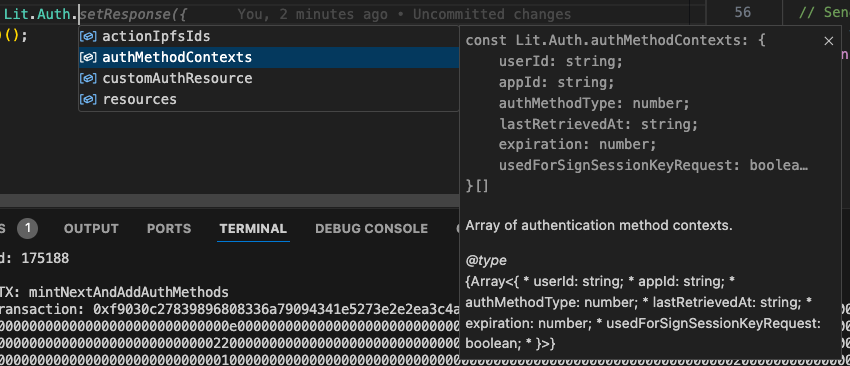 Lit.Auth.setResponse({ You, 2 minutes ago • Uncommitted changes
)();
actionIpfsIds
authMethodContexts
customAuthResource
resources
56 // Sen
const Lit.Auth.authMethodContexts: {
userId: string;
appId: string;
authMethodType: number;
lastRetrievedAt: string;
expiration: number;
usedForSignSessionKeyRequest: boolea…
}[]
Array of authentication method contexts.
@type
{Array<{ * userId: string; * appId: string; *
authMethodType: number; * lastRetrievedAt: string; *
expiration: number; * usedForSignSessionKeyRequest:
boolean; * }>}
S 1 OUTPUT PORTS TERMINAL DEBUG CONSOLE
d: 175188
TX: mintNextAndAddAuthMethods
ransaction: 0xf9030c27839896808336a79094341e5273e2e2ea3c4a